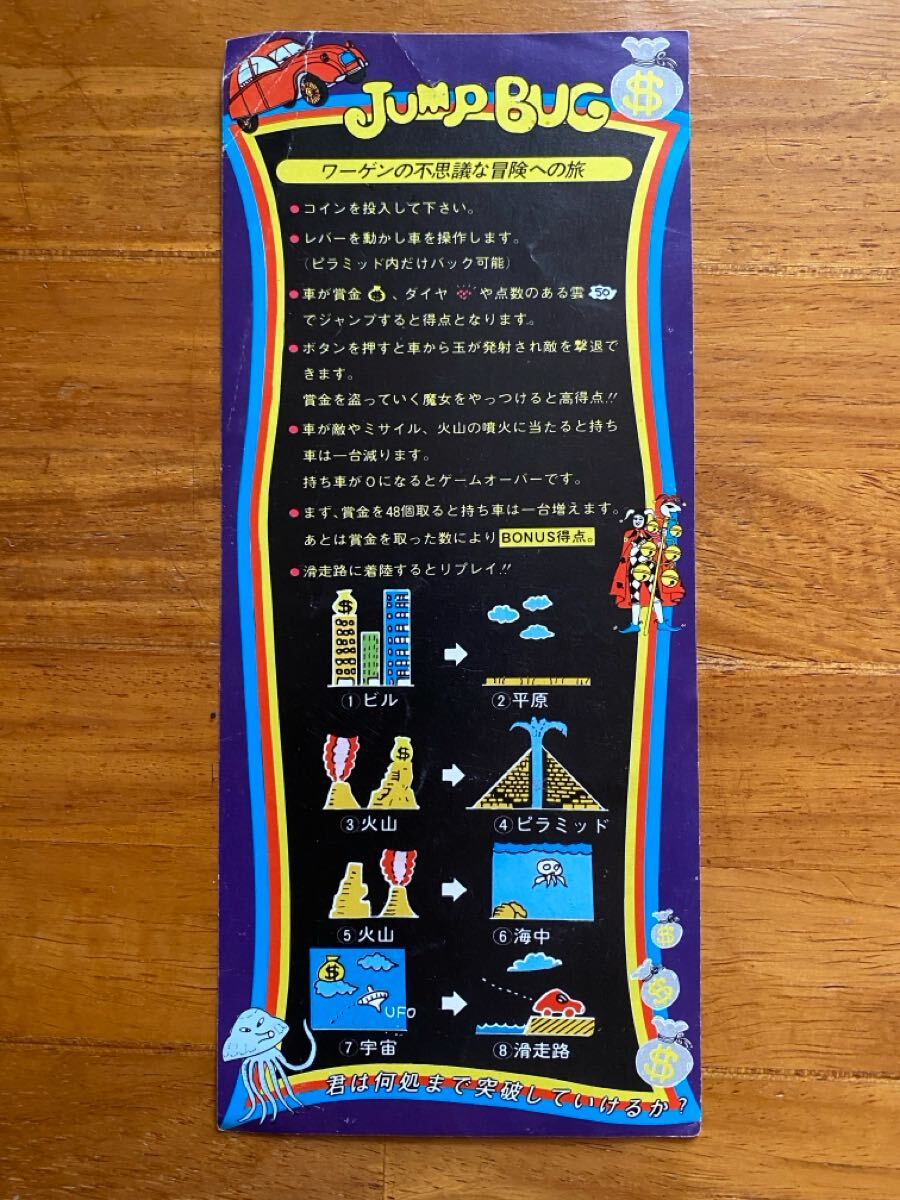 JUMP BUG
ワーゲンの不思議な冒険への旅
●コインを投入して下さい。
●レバーを動かし車を操作します。
(ピラミッド内だけバック可能)
●車が賞金、ダイヤや点数のある雲50
でジャンプすると得点となります。
●ボタンを押すと車から玉が発射され敵を撃退で
きます。
賞金を盗っていく魔女をやっつけると高得点!!
●車が敵やミサイル、火山の噴火に当たると持ち
車は一台減ります。
持ち車が0になるとゲームオーバーです。
●まず、賞金を48個取ると持ち車は一台増えます。
あとは賞金を取った数によりBONUS得点。
●滑走路に着陸するとリプレイ!!
①ビル
②平原
③火山
④ピラミッド
⑤火山
⑥海中
UFO
⑦宇宙
⑧滑走路
君は何処まで突破していけるか?